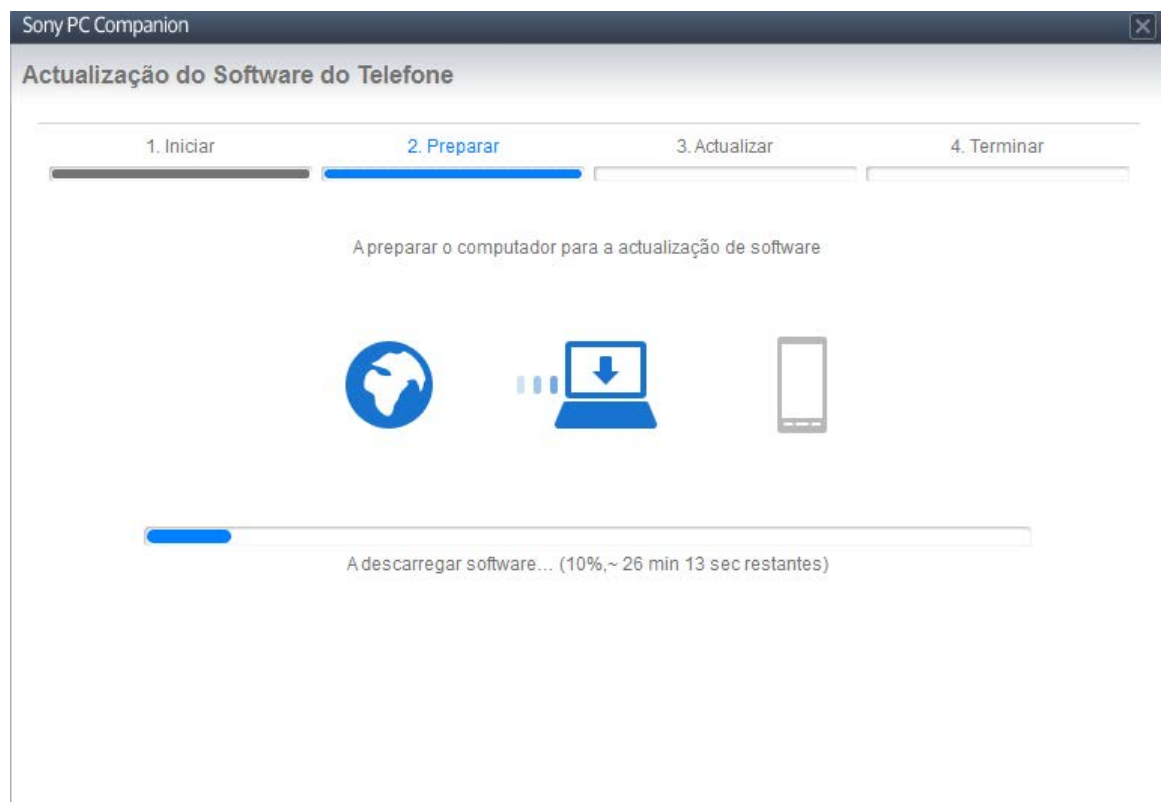 Sony PC Companion
Actualização do Software do Telefone
1. Iniciar 2. Preparar 3. Actualizar 4. Terminar
A preparar o computador para a actualização de software
A descarregar software... (10%,~ 26 min 13 sec restantes)